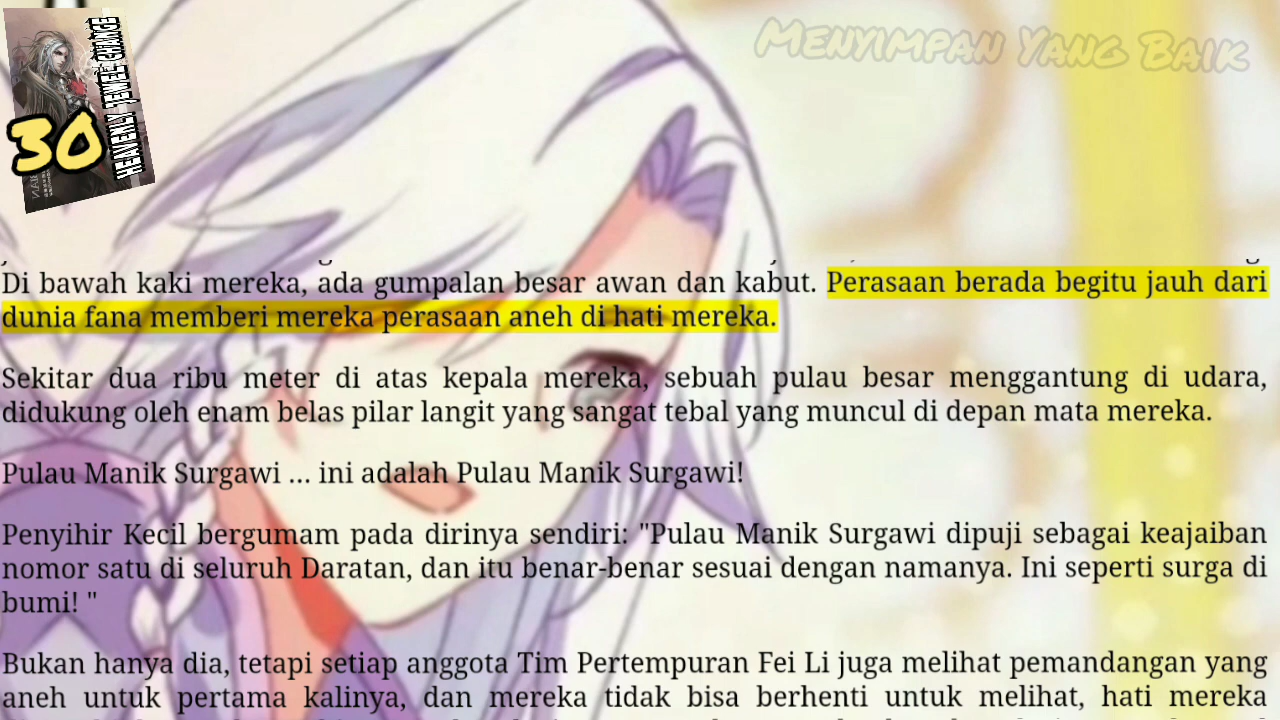 HEAVENLY JEWEL CHANGE
30
Menyimpan Yang Baik
Di bawah kaki mereka, ada gumpalan besar awan dan kabut. Perasaan berada begitu jauh dari
dunia fana memberi mereka perasaan aneh di hati mereka.
Sekitar dua ribu meter di atas kepala mereka, sebuah pulau besar menggantung di udara,
didukung oleh enam belas pilar langit yang sangat tebal yang muncul di depan mata mereka.
Pulau Manik Surgawi ... ini adalah Pulau Manik Surgawi!
Penyihir Kecil bergumam pada dirinya sendiri: "Pulau Manik Surgawi dipuji sebagai keajaiban
nomor satu di seluruh Daratan, dan itu benar-benar sesuai dengan namanya. Ini seperti surga di
bumi! "
Bukan hanya dia, tetapi setiap anggota Tim Pertempuran Fei Li juga melihat pemandangan yang
aneh untuk pertama kalinya, dan mereka tidak bisa berhenti untuk melihat, hati mereka